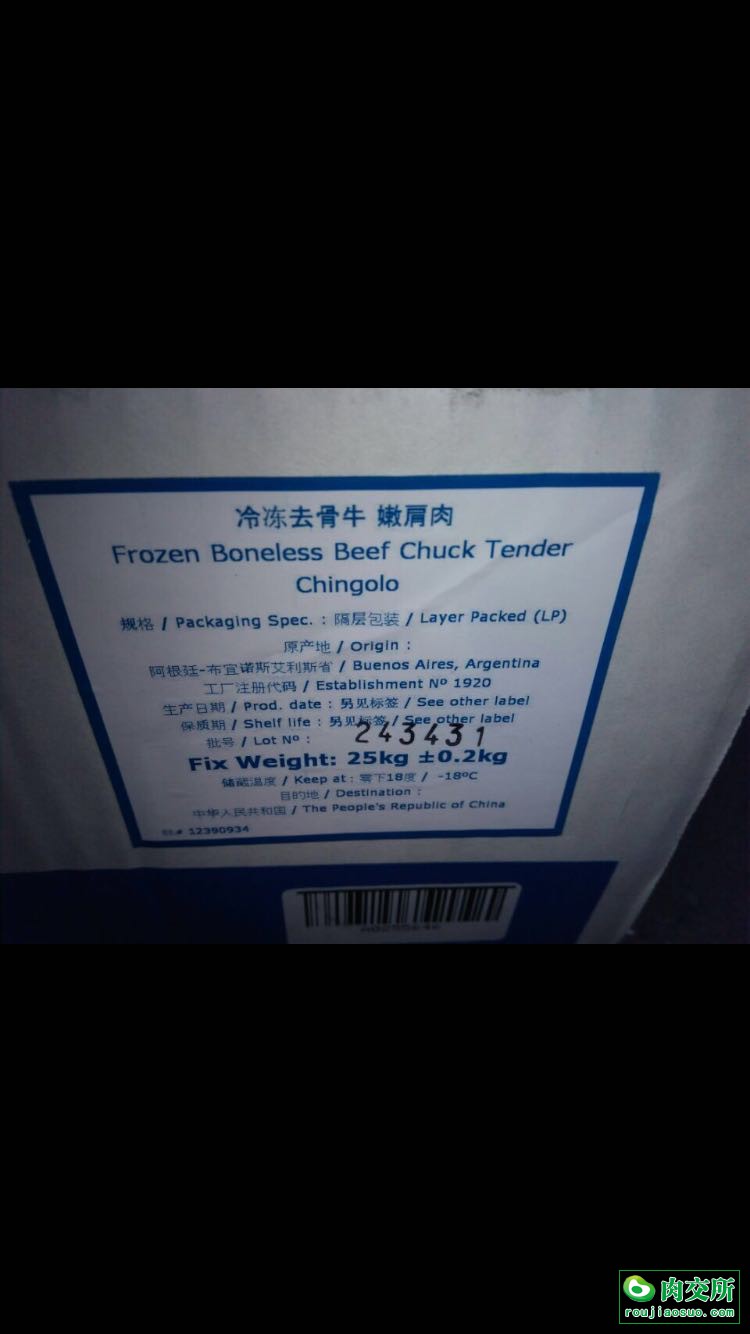 冷冻去骨牛 嫩肩肉
Frozen Boneless Beef Chuck Tender
Chingolo
规格 / Packaging Spec. : 隔层包装 / Layer Packed (LP)
原产地 / Origin :
阿根廷-布宜诺斯艾利斯省 / Buenos Aires, Argentina
工厂注册代码 / Establishment Nº 1920
生产日期 / Prod. date : 另见标签 / See other label
保质期 / Shelf life : 另见标签 / See other label
批号 / Lot Nº : 243431
Fix Weight: 25kg ±0.2kg
储藏温度 / Keep at : 零下18度 / -18ºC
目的地 / Destination :
中华人民共和国 / The People's Republic of China
12390934
肉交所
roujiaosuo.com